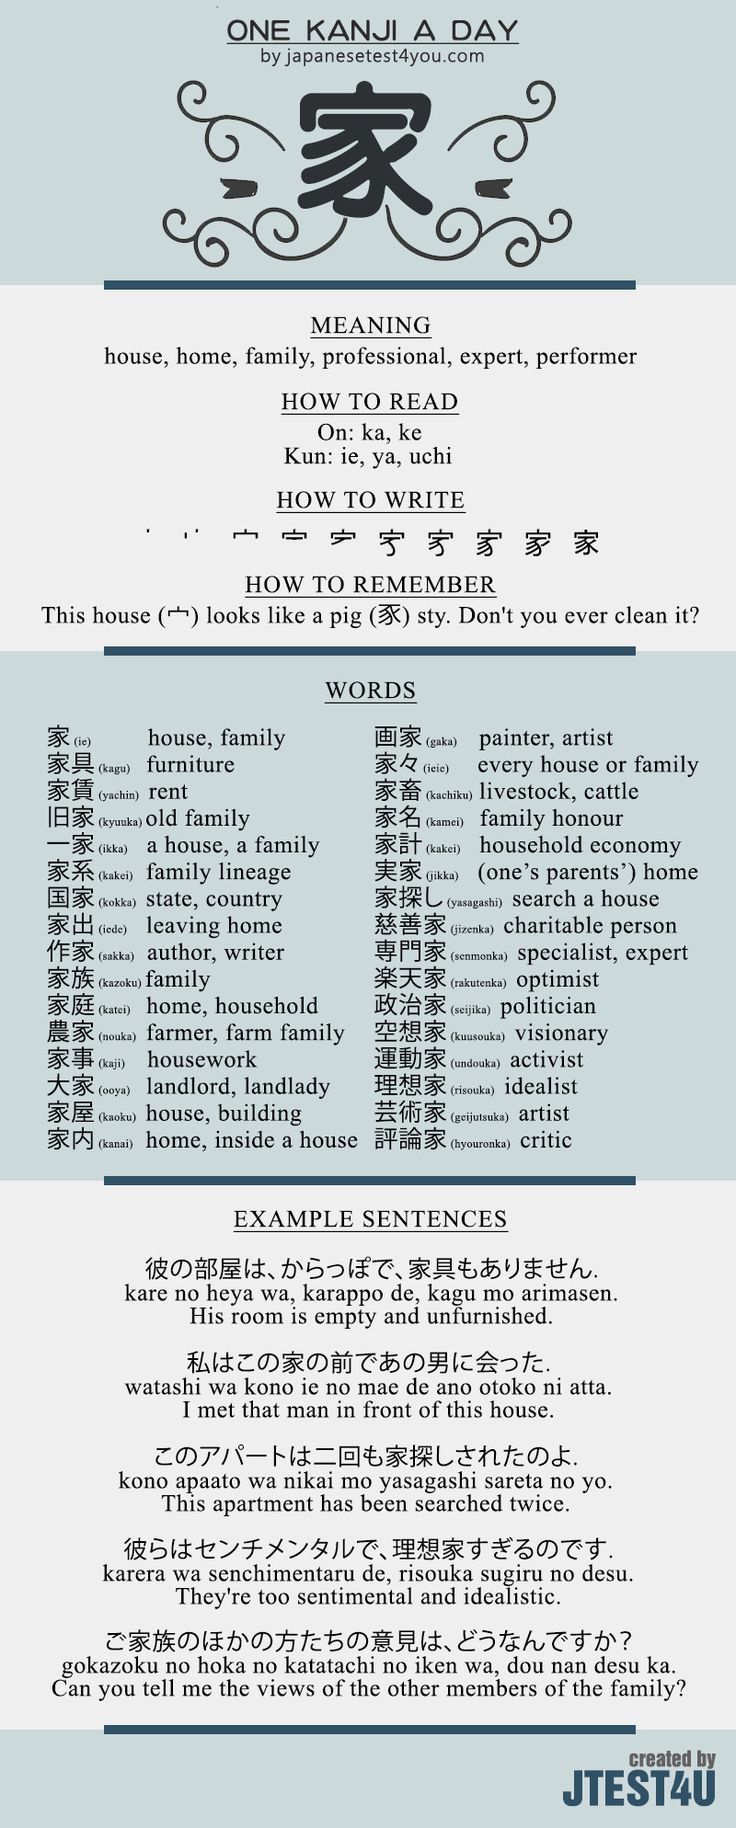 ONE KANJI A DAY
by japanesetest4you.com
家
MEANING
house, home, family, professional, expert, performer
HOW TO READ
On: ka, ke
Kun: ie, ya, uchi
HOW TO WRITE
家
HOW TO REMEMBER
This house (宀) looks like a pig (豕) sty. Don't you ever clean it?
WORDS
家 (ie) house, family
家具 (kagu) furniture
家賃 (yachin) rent
旧家 (kyuuka) old family
一家 (ikka) a house, a family
家系 (kakei) family lineage
国家 (kokka) state, country
家出 (iede) leaving home
作家 (sakka) author, writer
家族 (kazoku) family
家庭 (katei) home, household
農家 (nouka) farmer, farm family
家事 (kaji) housework
大家 (ooya) landlord, landlady
家屋 (kaoku) house, building
家内 (kanai) home, inside a house
画家 (gaka) painter, artist
家々 (ieie) every house or family
家畜 (kachiku) livestock, cattle
家名 (kamei) family honour
家計 (kakei) household economy
実家 (jikka) (one's parents') home
家探し (yasagashi) search a house
慈善家 (jizenka) charitable person
専門家 (senmonka) specialist, expert
楽天家 (rakutenka) optimist
政治家 (seijika) politician
空想家 (kuusouka) visionary
運動家 (undouka) activist
理想家 (risouka) idealist
芸術家 (geijutsuka) artist
評論家 (hyouronka) critic
EXAMPLE SENTENCES
彼の部屋は、からっぽで、家具もありません.
kare no heya wa, karappo de, kagu mo arimasen.
His room is empty and unfurnished.
私はこの家の前であの男に会った.
watashi wa kono ie no mae de ano otoko ni atta.
I met that man in front of this house.
このアパートは二回も家探しされたのよ.
kono apaato wa nikai mo yasagashi sareta no yo.
This apartment has been searched twice.
彼らはセンチメンタルで、理想家すぎるのです.
karera wa senchimentaru de, risouka sugiru no desu.
They're too sentimental and idealistic.
ご家族のほかの方たちの意見は、どうなんですか？
gokazoku no hoka no katatachi no iken wa, dou nan desu ka.
Can you tell me the views of the other members of the family?
created by
JTEST4U